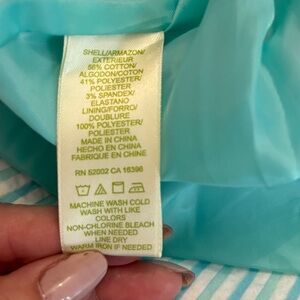 SHELL/ARMAZON/
EXTERIEUR
56% COTTON/
ALGODON/COTON
41% POLYESTER/
POLIESTER
3% SPANDEX/
ELASTANO
LINING/FORRO/
DOUBLURE
100% POLYESTER/
POLIESTER
MADE IN CHINA
HECHO EN CHINA
FABRIQUE EN CHINE
RN 52002 CA 16396
MACHINE WASH COLD
WASH WITH LIKE
COLORS
NON-CHLORINE BLEACH
WHEN NEEDED
LINE DRY
WARM IRON IF NEEDED